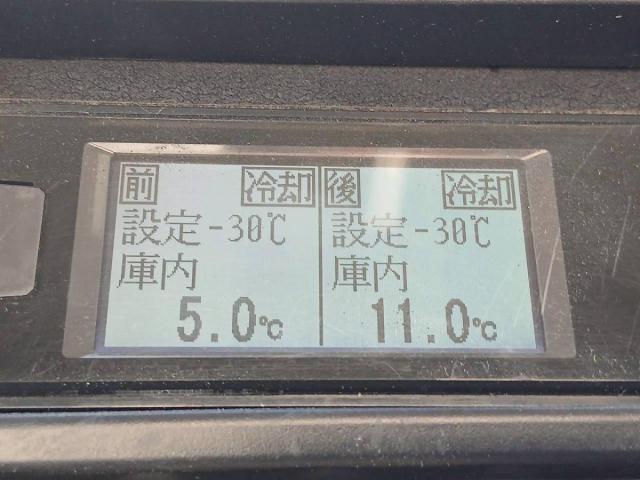 前 冷却
設定 -30℃
庫内
5.0℃
後 冷却
設定 -30℃
庫内
11.0℃